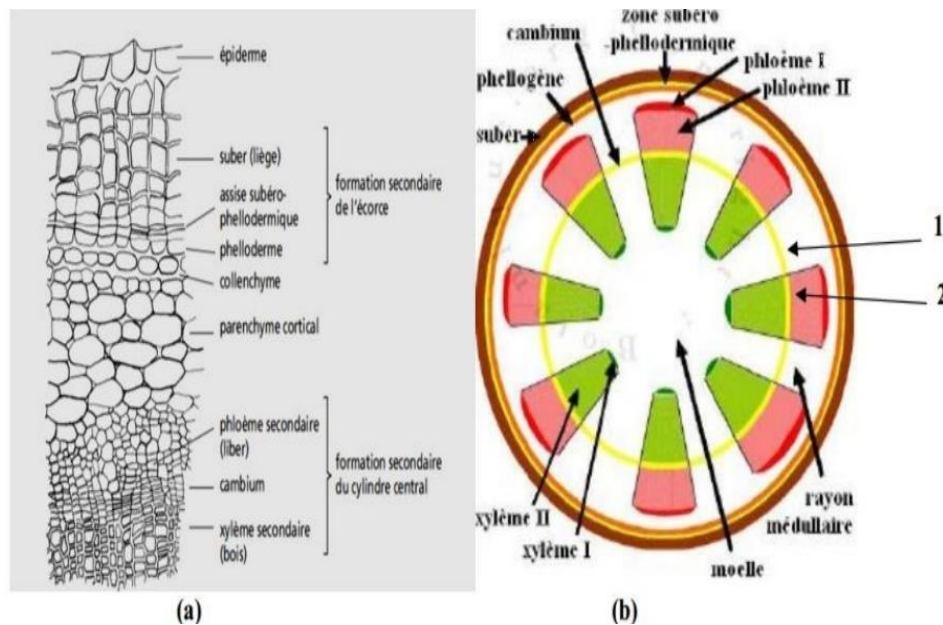 épiderme
suber (liège)
assise subéro-
phellodermique
phelloderme
collenchyme
parenchyme cortical
phloème secondaire
(liber)
cambium
xylème secondaire
(bois)
formation secondaire
de l'écorce
formation secondaire
du cylindre central
(a)
zone subéro
-phellodermique
cambium
phellogène
suber
phloème I
phloème II
1
2
rayon
médullaire
moelle
xylème I
xylème II
(b)